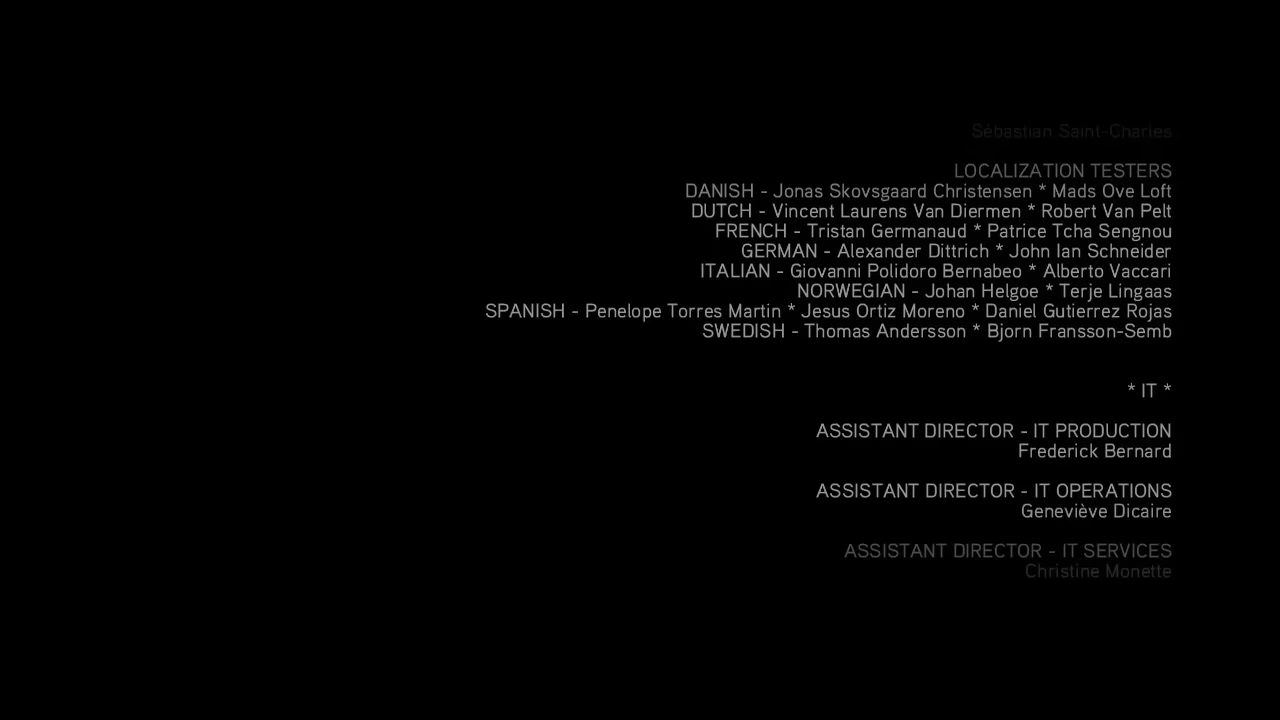 Sébastian Saint-Charles
LOCALIZATION TESTERS
DANISH - Jonas Skovsgaard Christensen * Mads Ove Loft
DUTCH - Vincent Laurens Van Diermen * Robert Van Pelt
FRENCH - Tristan Germanaud * Patrice Tcha Sengnou
GERMAN - Alexander Dittrich * John Ian Schneider
ITALIAN - Giovanni Polidoro Bernabeo * Alberto Vaccari
NORWEGIAN - Johan Helgoe * Terje Lingaas
SPANISH - Penelope Torres Martin * Jesus Ortiz Moreno * Daniel Gutierrez Rojas
SWEDISH - Thomas Andersson * Bjorn Fransson-Semb
* IT *
ASSISTANT DIRECTOR - IT PRODUCTION
Frederick Bernard
ASSISTANT DIRECTOR - IT OPERATIONS
Geneviève Dicaire
ASSISTANT DIRECTOR - IT SERVICES
Christine Monette